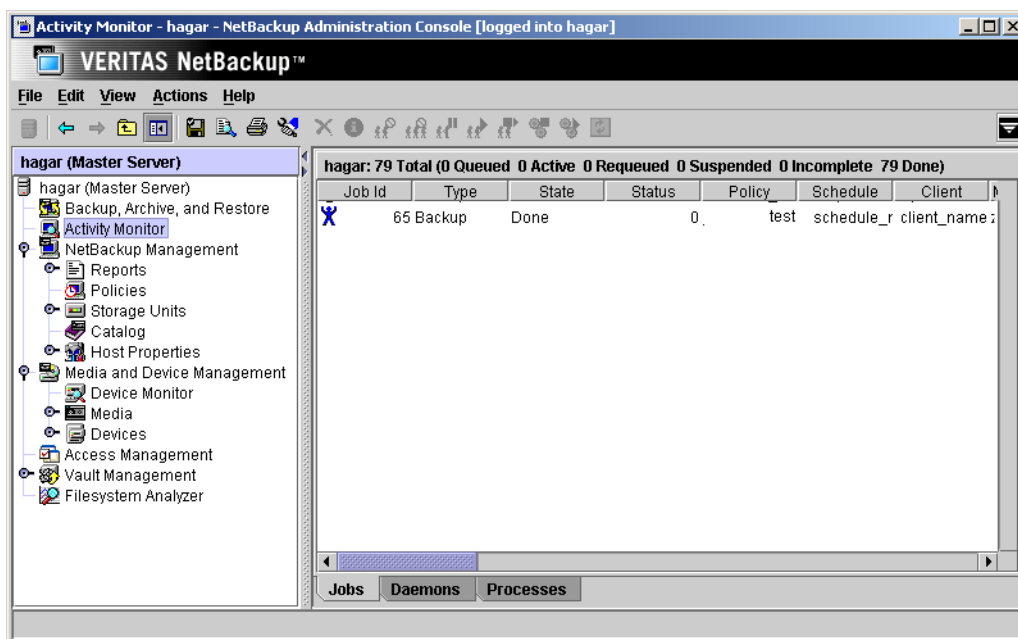 Activity Monitor - hagar - NetBackup Administration Console [logged into hagar]
VERITAS NetBackup™
File Edit View Actions Help
hagar (Master Server)
hagar: 79 Total (0 Queued 0 Active 0 Requeued 0 Suspended 0 Incomplete 79 Done)
hagar (Master Server)
Backup, Archive, and Restore
Activity Monitor
NetBackup Management
Reports
Policies
Storage Units
Catalog
Host Properties
Media and Device Management
Device Monitor
Media
Devices
Access Management
Vault Management
Filesystem Analyzer
Job Id Type State Status Policy Schedule Client
65 Backup Done 0 test schedule_r client_name
Jobs Daemons Processes